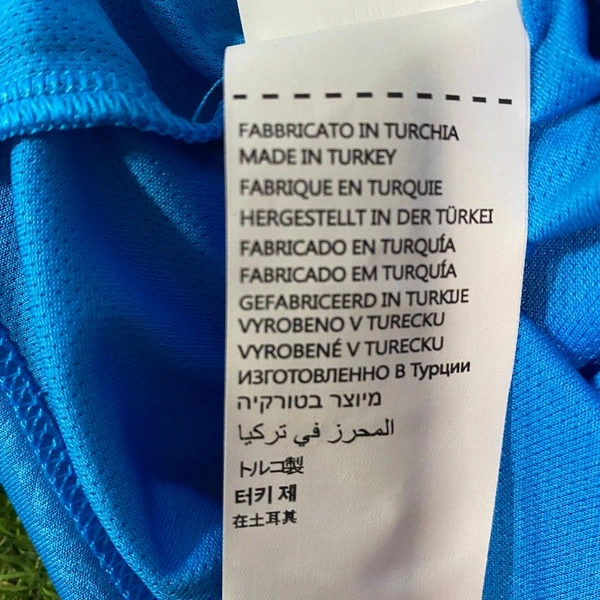 FABBRICATO IN TURCHIA
MADE IN TURKEY
FABRIQUE EN TURQUIE
HERGESTELLT IN DER TÜRKEI
FABRICADO EN TURQUÍA
FABRICADO EM TURQUÍA
GEFABRICEERD IN TURKIJE
VYROBENO V TURECKU
VYROBENÉ V TURECKU
ИЗГОТОВЛЕННО В Турции
מיוצר בטורקיה
المحرز في تركيا
トルコ製
터키 제
在土耳其